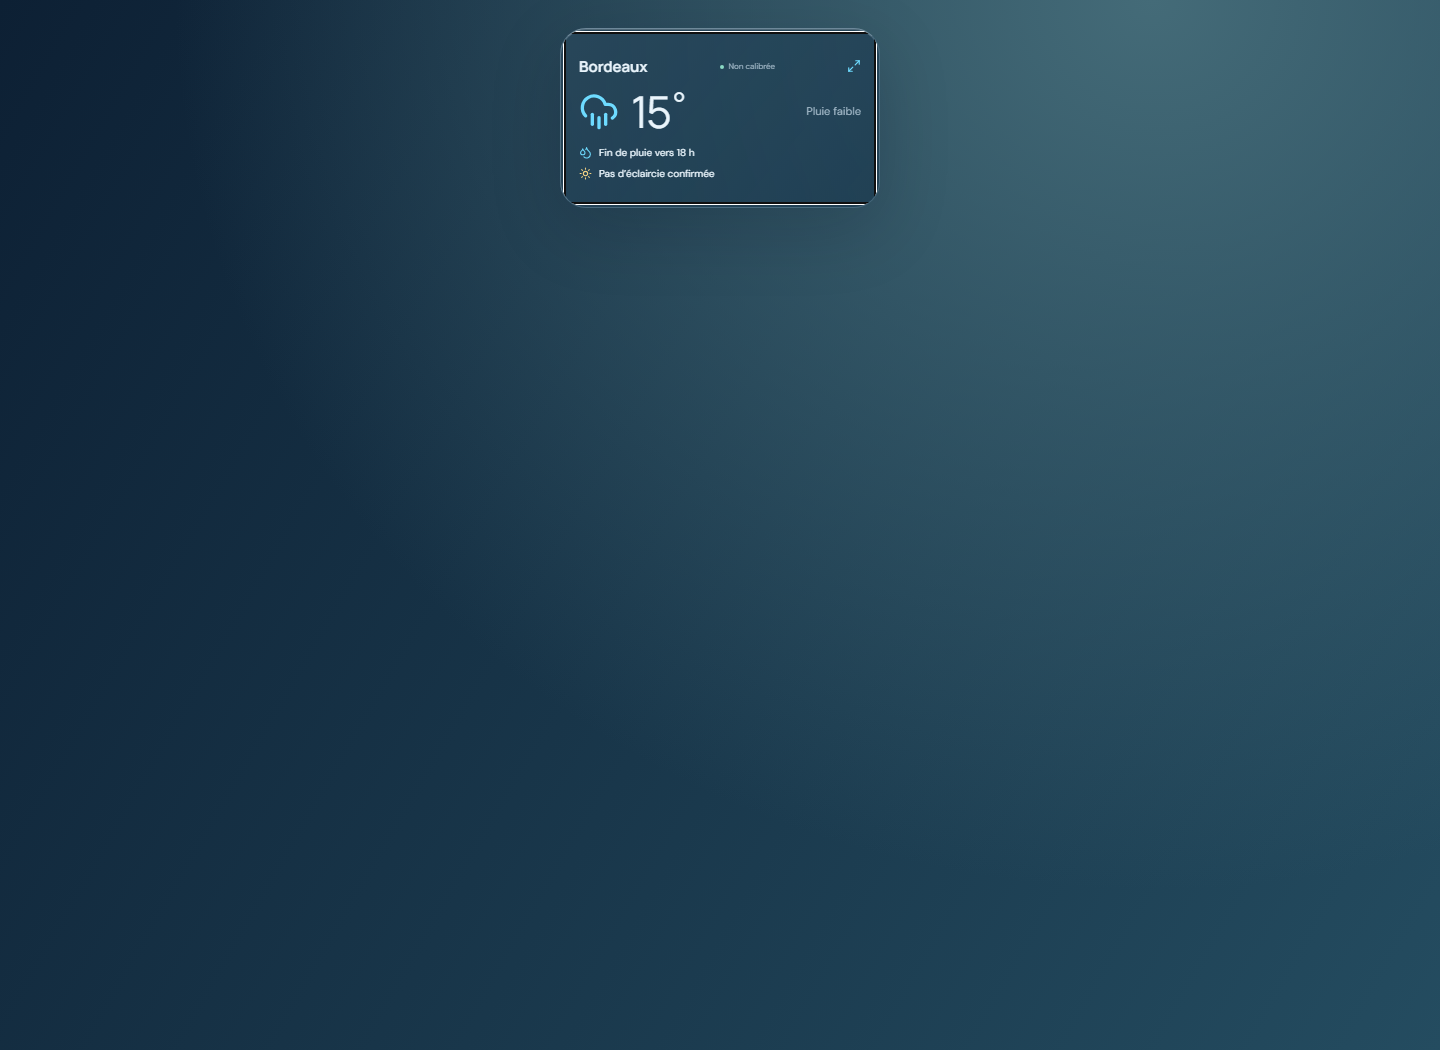 Bordeaux
Non calibrée
15°
Pluie faible
Fin de pluie vers 18 h
Pas d'éclaircie confirmée